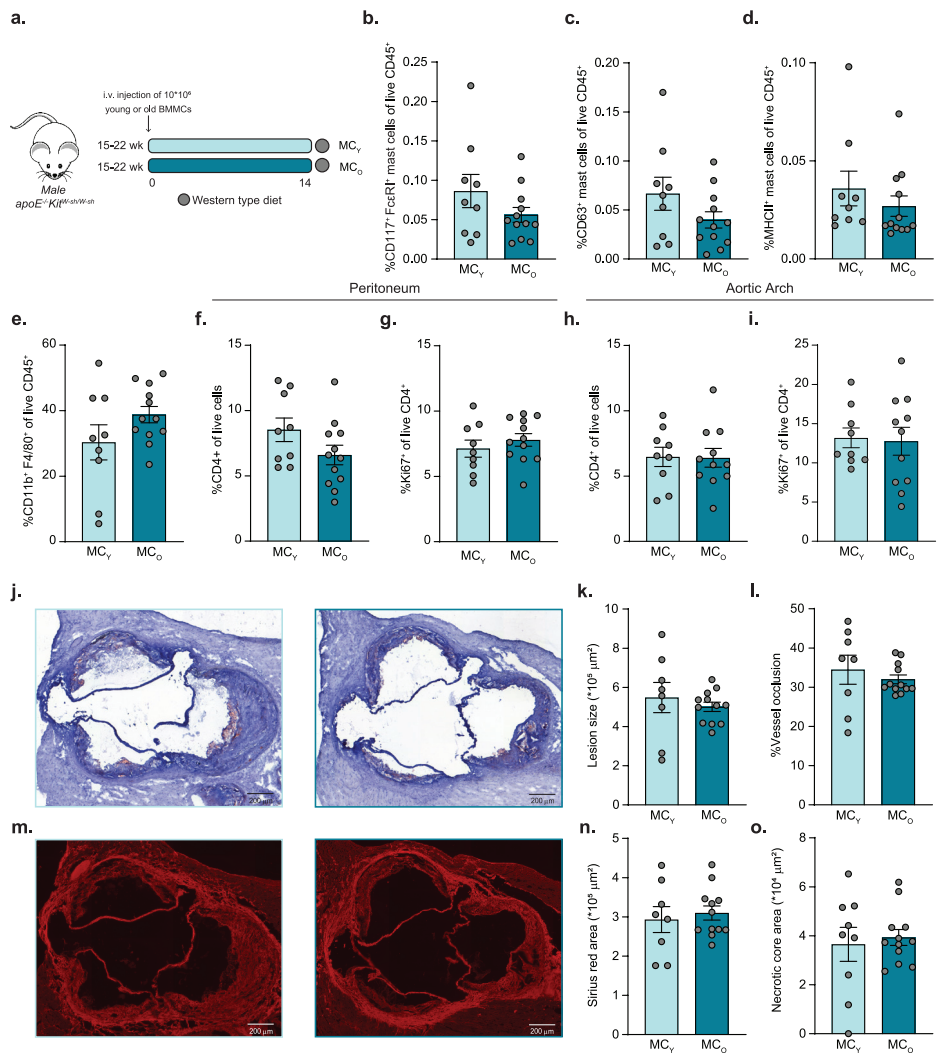 a.
i.v. injection of 10*10⁶
young or old BMMCs
15-22 wk
MCY
15-22 wk
MCO
0
14
Male
apoE-/-KitW-sh/W-sh
Western type diet
b.
%CD117⁺ FcεRI⁺ mast cells of live CD45⁺
0.25
0.20
0.15
0.10
0.05
0.00
MCY
MCO
c.
%CD63⁺ mast cells of live CD45⁺
0.20
0.15
0.10
0.05
0.00
MCY
MCO
d.
%MHCII⁺ mast cells of live CD45⁺
0.10
0.05
0.00
MCY
MCO
Peritoneum
Aortic Arch
e.
%CD11b⁺ F4/80⁺ of live CD45⁺
60
40
20
0
MCY
MCO
f.
%CD4+ of live cells
15
10
5
0
MCY
MCO
g.
%Ki67⁺ of live CD4⁺
15
10
5
0
MCY
MCO
h.
%CD4⁺ of live cells
15
10
5
0
MCY
MCO
i.
%Ki67⁺ of live CD4⁺
25
20
15
10
5
0
MCY
MCO
j.
200 µm
200 µm
k.
Lesion size (*10⁵ µm²)
10
8
6
4
2
0
MCY
MCO
l.
%Vessel occlusion
50
40
30
20
10
0
MCY
MCO
m.
200 µm
200 µm
n.
Sirius red area (*10⁵ µm²)
5
4
3
2
1
0
MCY
MCO
o.
Necrotic core area (*10⁴ µm²)
8
6
4
2
0
MCY
MCO